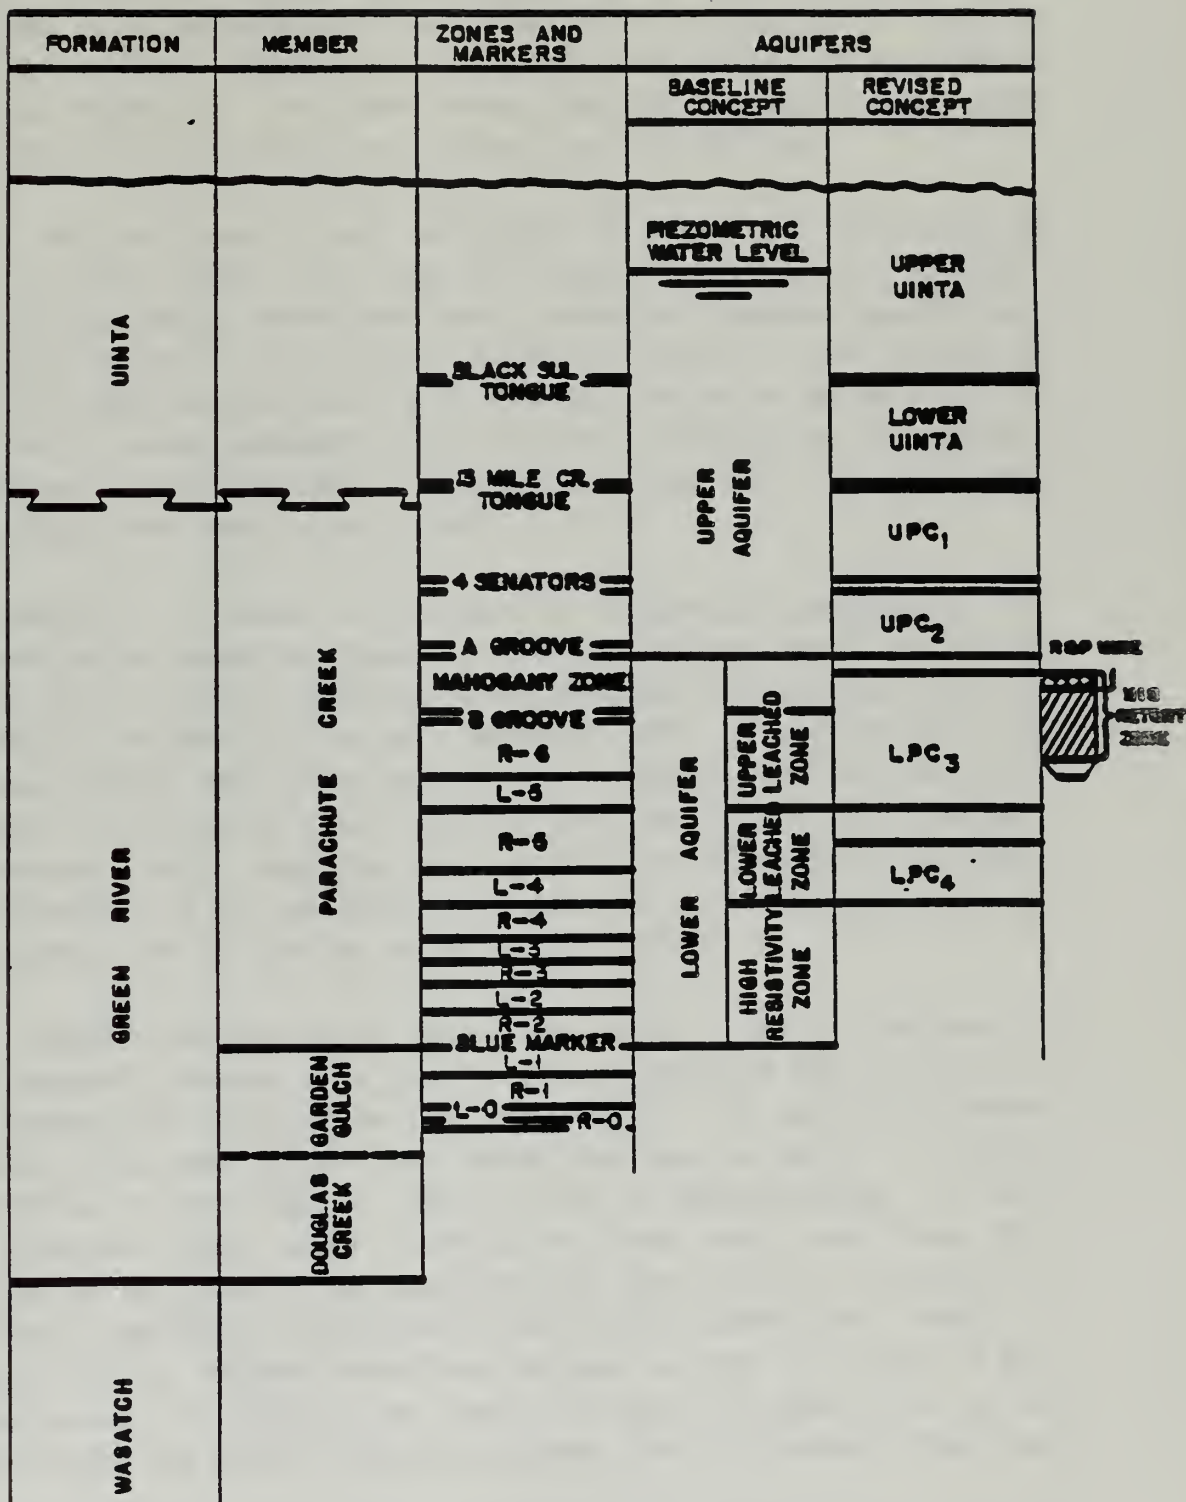 FORMATION
MEMBER
ZONES AND
MARKERS
AQUIFERS
BASELINE
CONCEPT
REVISED
CONCEPT
PIEZOMETRIC
WATER LEVEL
UPPER
UINTA
UINTA
BLACK SUL
TONGUE
LOWER
UINTA
13 MILE CR.
TONGUE
UPPER
AQUIFER
UPC1
4 SENATORS
UPC2
A GROOVE
MAHOGANY ZONE
B GROOVE
R-6
L-5
R-5
L-4
R-4
L-3
R-3
L-2
R-2
BLUE MARKER
L-1
R-1
L-0
R-0
GREEN RIVER
PARACHUTE CREEK
GARDEN
GULCH
DOUGLAS
CREEK
WASATCH
LOWER AQUIFER
UPPER
LEACHED
ZONE
LOWER
LEACHED
ZONE
HIGH
RESISTIVITY
ZONE
LPC3
LPC4
RETORT
ZONE